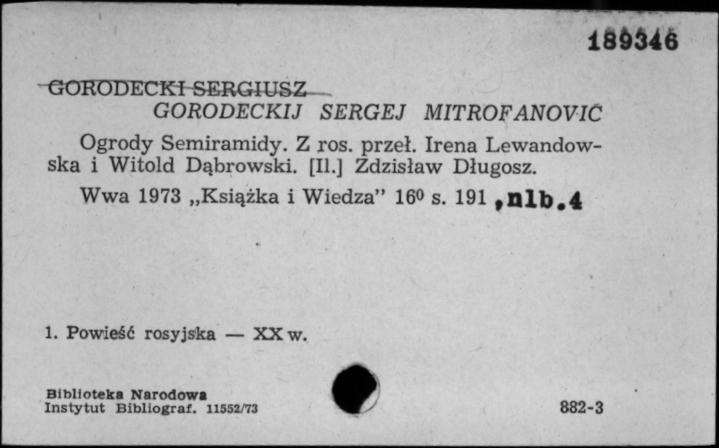 189346
GORODECKI SERGIUSZ
GORODECKIJ SERGEJ MITROFANOVIČ
Ogrody Semiramidy. Z ros. przeł. Irena Lewandow-
ska i Witold Dąbrowski. [Il.] Zdzisław Długosz.
Wwa 1973 „Książka i Wiedza” 16⁰ s. 191 , nlb.4
1. Powieść rosyjska — XX w.
Biblioteka Narodowa
Instytut Bibliograf. 11552/73
882-3